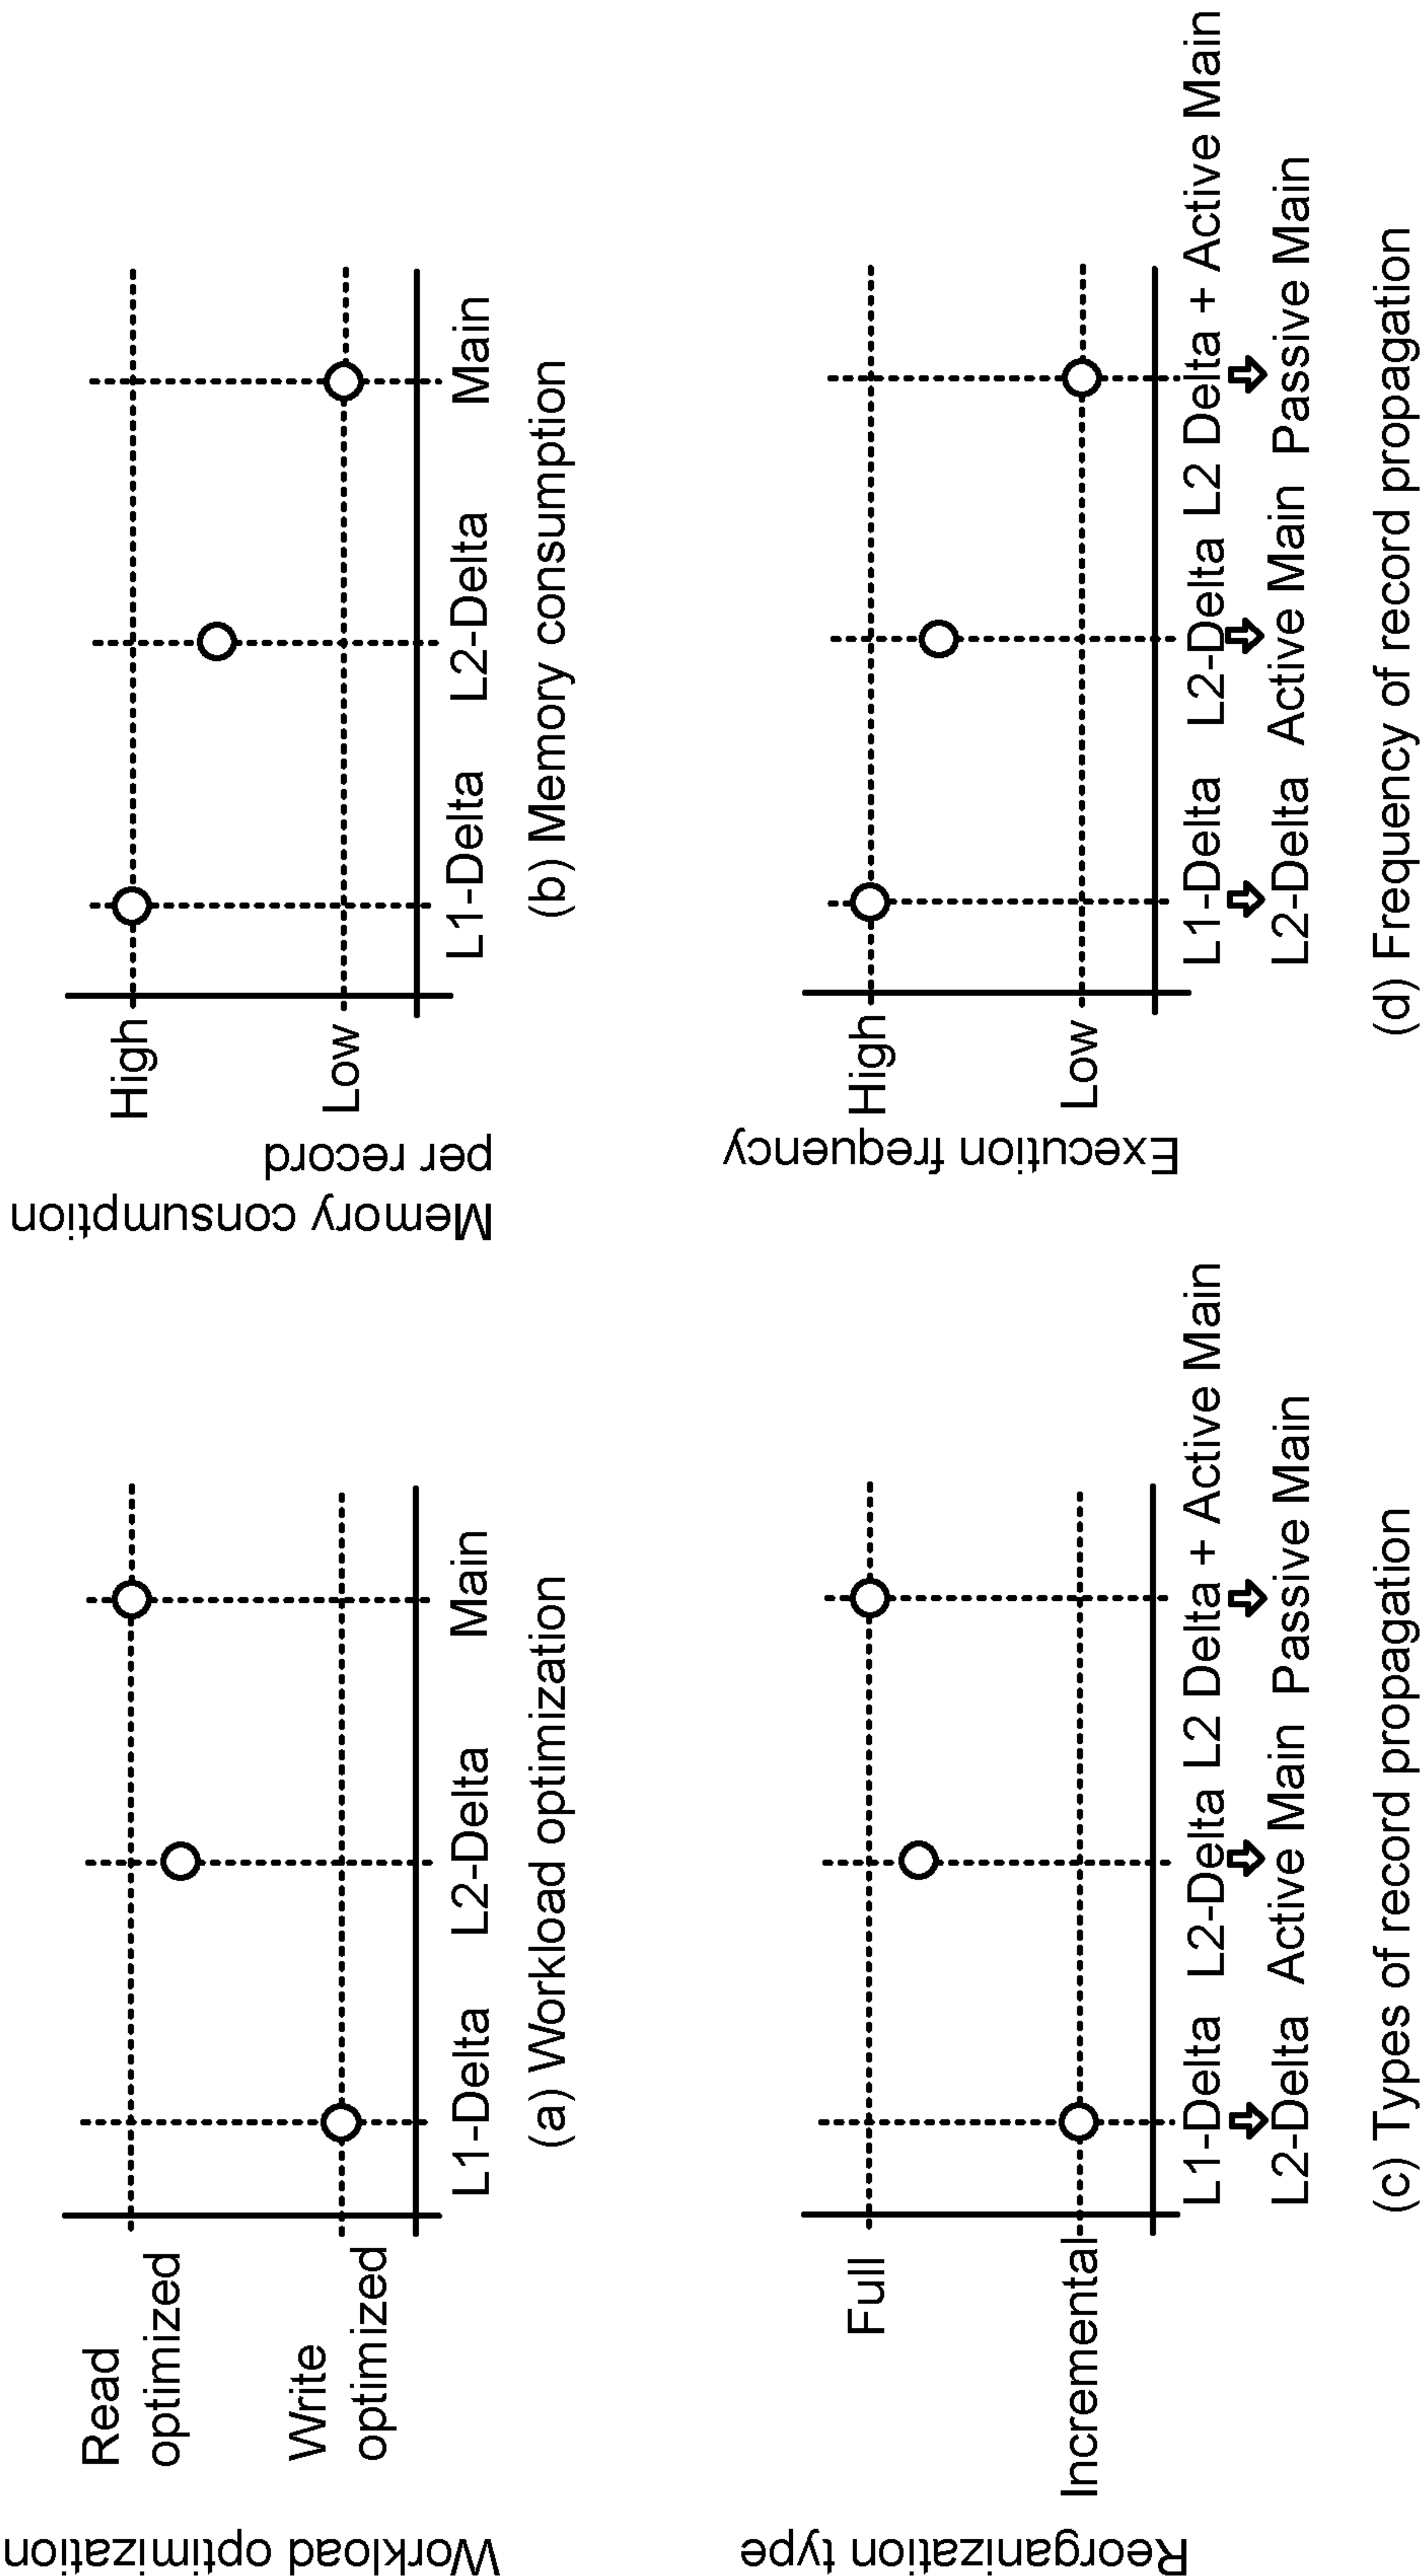 Workload optimization
Read
optimized
Write
optimized
L1-Delta L2-Delta Main
(a) Workload optimization
Memory consumption
per record
High
Low
L1-Delta L2-Delta Main
(b) Memory consumption
Reorganization type
Full
Incremental
L1-Delta L2-Delta L2 Delta + Active Main
L2-Delta Active Main Passive Main
(c) Types of record propagation
Execution frequency
High
Low
L1-Delta L2-Delta L2 Delta + Active Main
L2-Delta Active Main Passive Main
(d) Frequency of record propagation